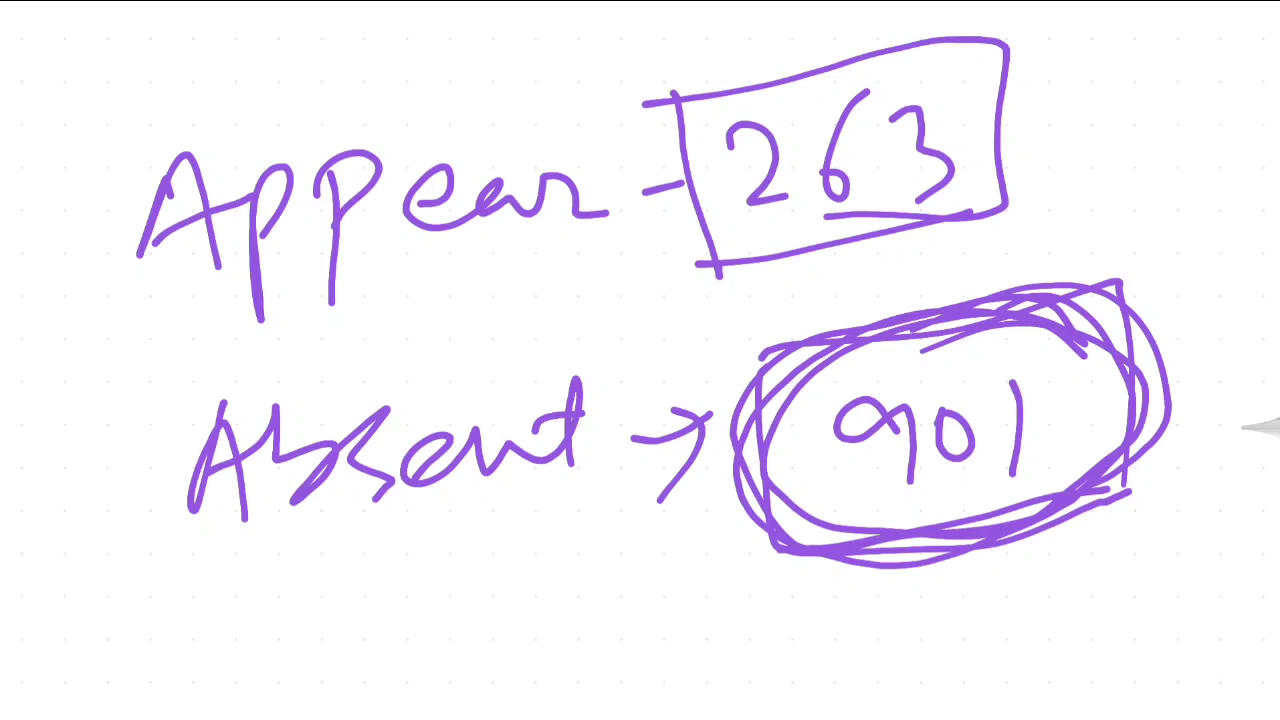 Appear - 263
Absent → 901